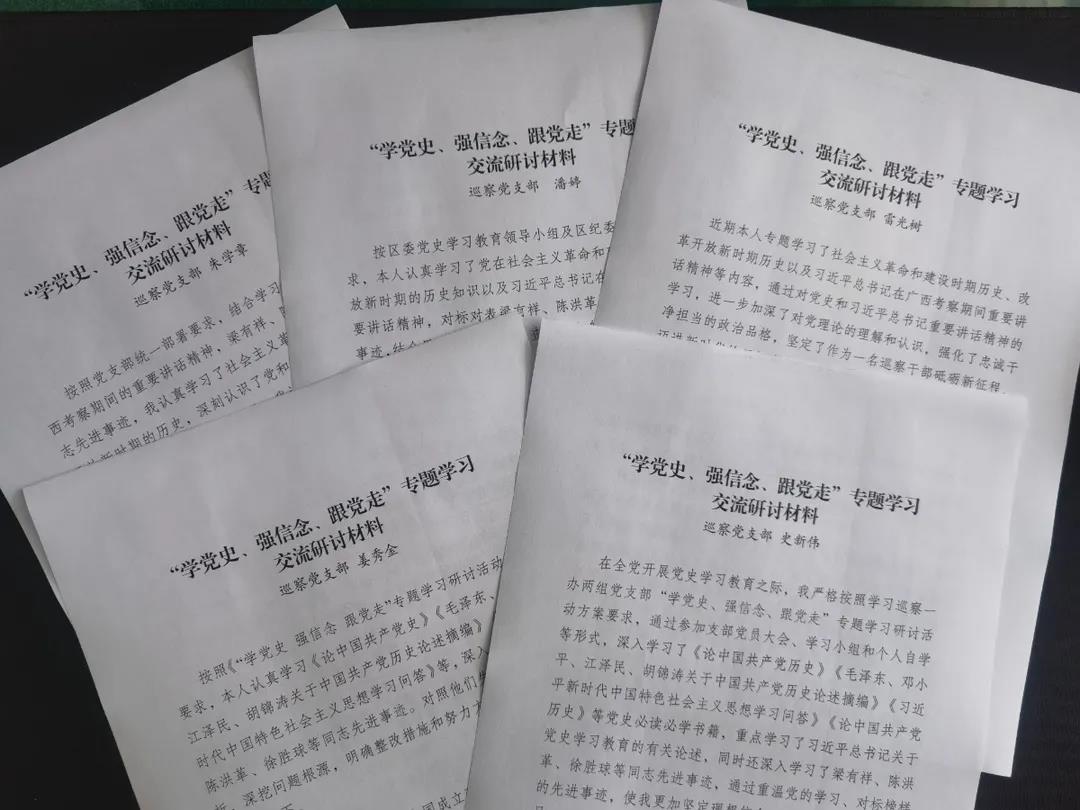 “学党史、强信念、跟党走”专题
交流研讨材料
巡察党支部 朱学章
按照党支部统一部署要求，结合学习
西考察期间的重要讲话精神，梁有祥、
志先进事迹，我认真学习了社会主义革
新时期的历史，深刻认识了党和
“学党史、强信念、跟党走”专题
交流研讨材料
巡察党支部 潘婷
按区委党史学习教育领导小组及区纪委
求，本人认真学习了党在社会主义革命和
放新时期的历史知识以及习近平总书记在
要讲话精神，对标对表梁有祥、陈洪革
事迹，结合
“学党史、强信念、跟党走”专题学习
交流研讨材料
巡察党支部 雷光树
近期本人专题学习了社会主义革命和建设时期历史、改
革开放新时期历史以及习近平总书记在广西考察期间重要讲
话精神等内容，通过对党史和习近平总书记重要讲话精神的
学习，进一步加深了对党理论的理解和认识，强化了忠诚干
净担当的政治品格，坚定了作为一名巡察干部砥砺新征程、
“学党史、强信念、跟党走”专题学习
交流研讨材料
巡察党支部 姜秀金
按照《“学党史 强信念 跟党走”专题学习研讨活动
要求，本人认真学习《论中国共产党史》《毛泽东、
江泽民、胡锦涛关于中国共产党历史论述摘编》
时代中国特色社会主义思想学习问答》等，深入
陈洪革、徐胜球等同志先进事迹。对照他们
距，深挖问题根源，明确整改措施和努力方
国成立
“学党史、强信念、跟党走”专题学习
交流研讨材料
巡察党支部 史新伟
在全党开展党史学习教育之际，我严格按照学习巡察一
办两组党支部“学党史、强信念、跟党走”专题学习研讨活
动方案要求，通过参加支部党员大会、学习小组和个人自学
等形式，深入学习了《论中国共产党历史》《毛泽东、邓小
平、江泽民、胡锦涛关于中国共产党历史论述摘编》《习近
平新时代中国特色社会主义思想学习问答》《论中国共产党
历史》等党史必读必学书籍，重点学习了习近平总书记关于
党史学习教育的有关论述，同时还深入学习了梁有祥、陈洪
革、徐胜球等同志先进事迹，通过重温党的学习、对标榜样
的先进事迹，使我更加坚定理想信